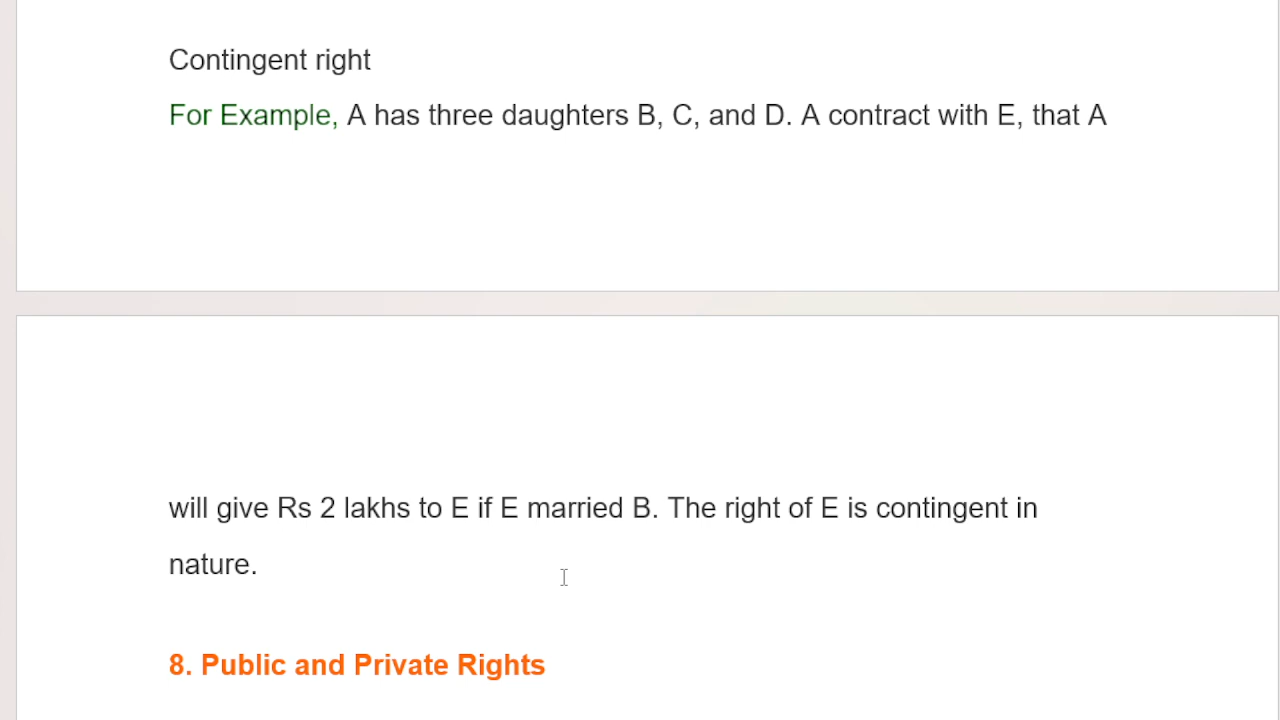 Contingent right
For Example, A has three daughters B, C, and D. A contract with E, that A
will give Rs 2 lakhs to E if E married B. The right of E is contingent in
nature.
8. Public and Private Rights